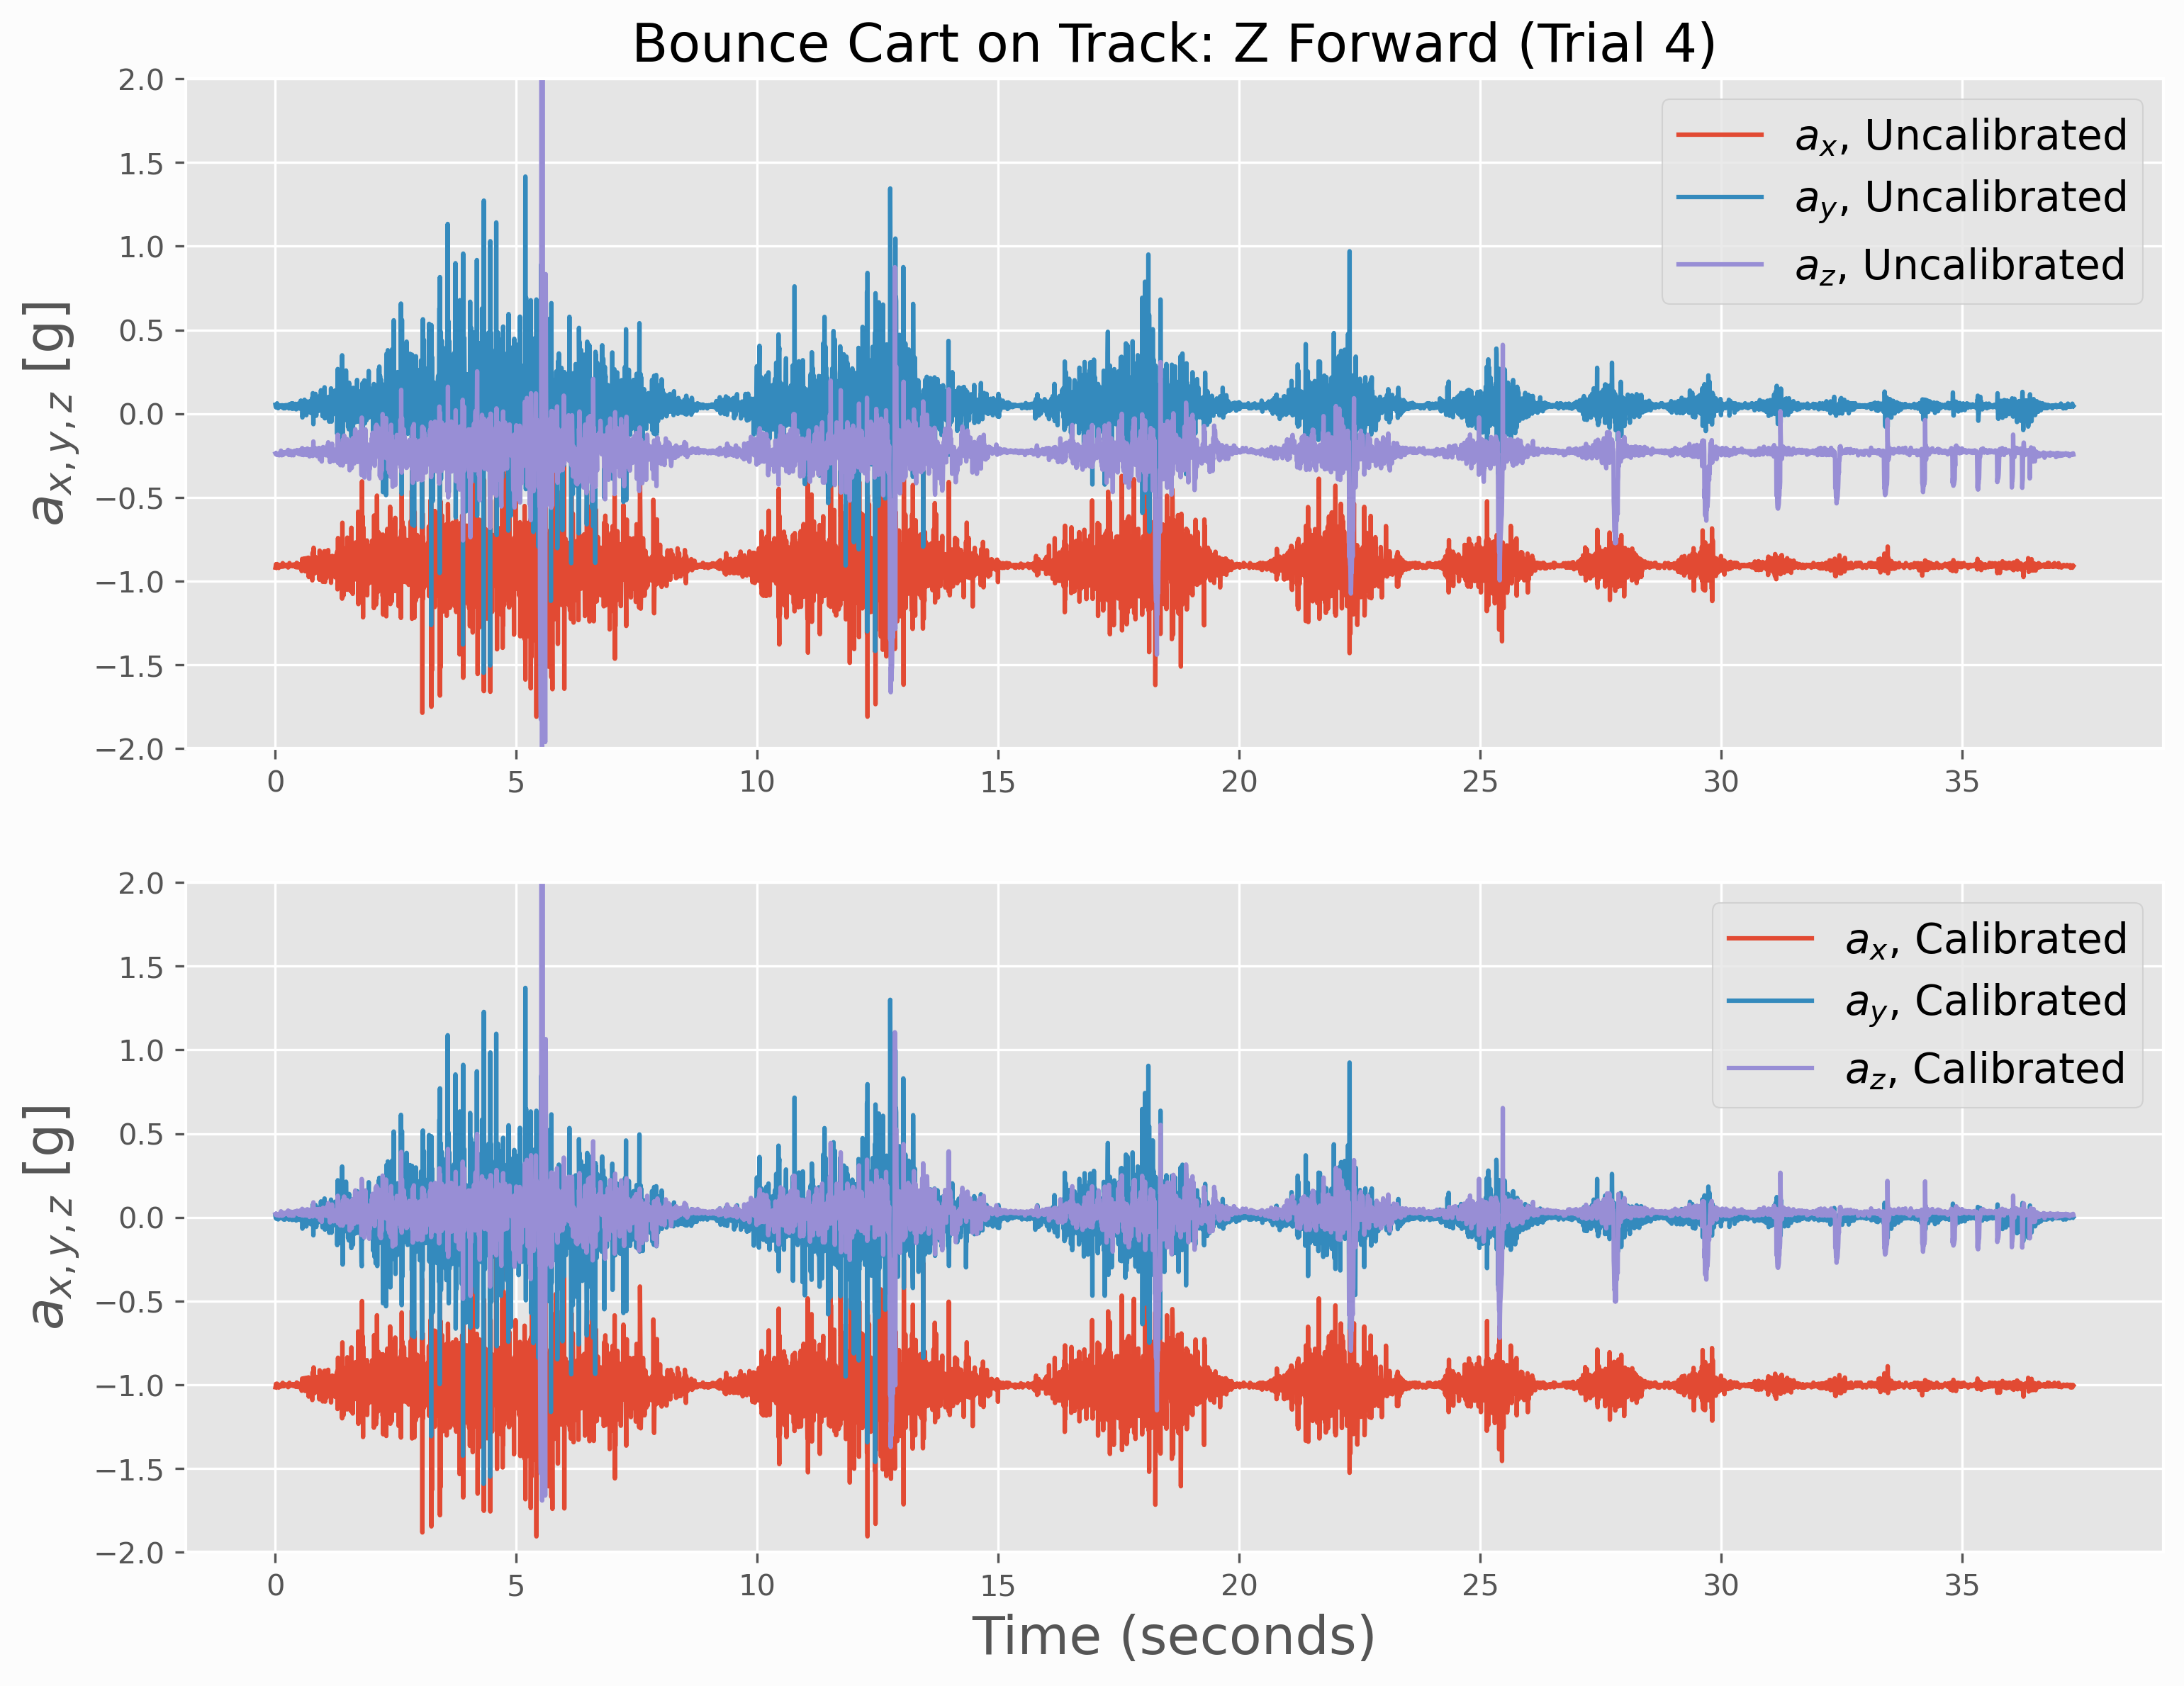 Bounce Cart on Track: Z Forward (Trial 4)
2.0
1.5
1.0
0.5
0.0
−0.5
−1.0
−1.5
−2.0
a_{x,y,z} [g]
a_x, Uncalibrated
a_y, Uncalibrated
a_z, Uncalibrated
0 5 10 15 20 25 30 35
2.0
1.5
1.0
0.5
0.0
−0.5
−1.0
−1.5
−2.0
a_{x,y,z} [g]
a_x, Calibrated
a_y, Calibrated
a_z, Calibrated
0 5 10 15 20 25 30 35
Time (seconds)